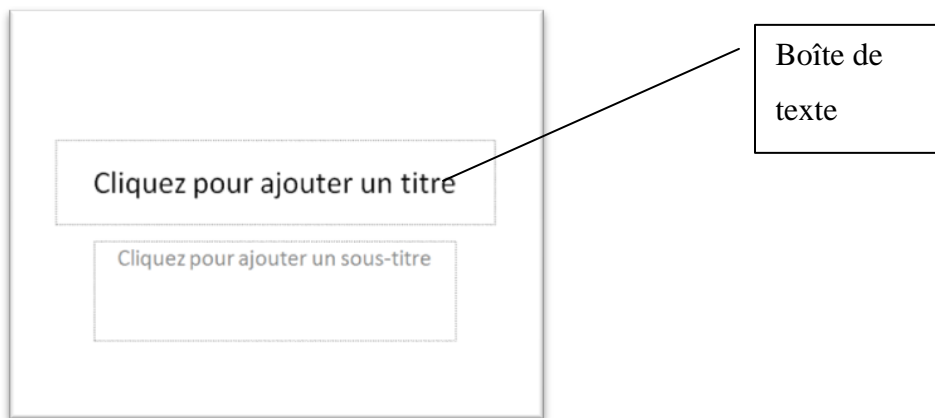 Boîte de
texte
Cliquez pour ajouter un titre
Cliquez pour ajouter un sous-titre